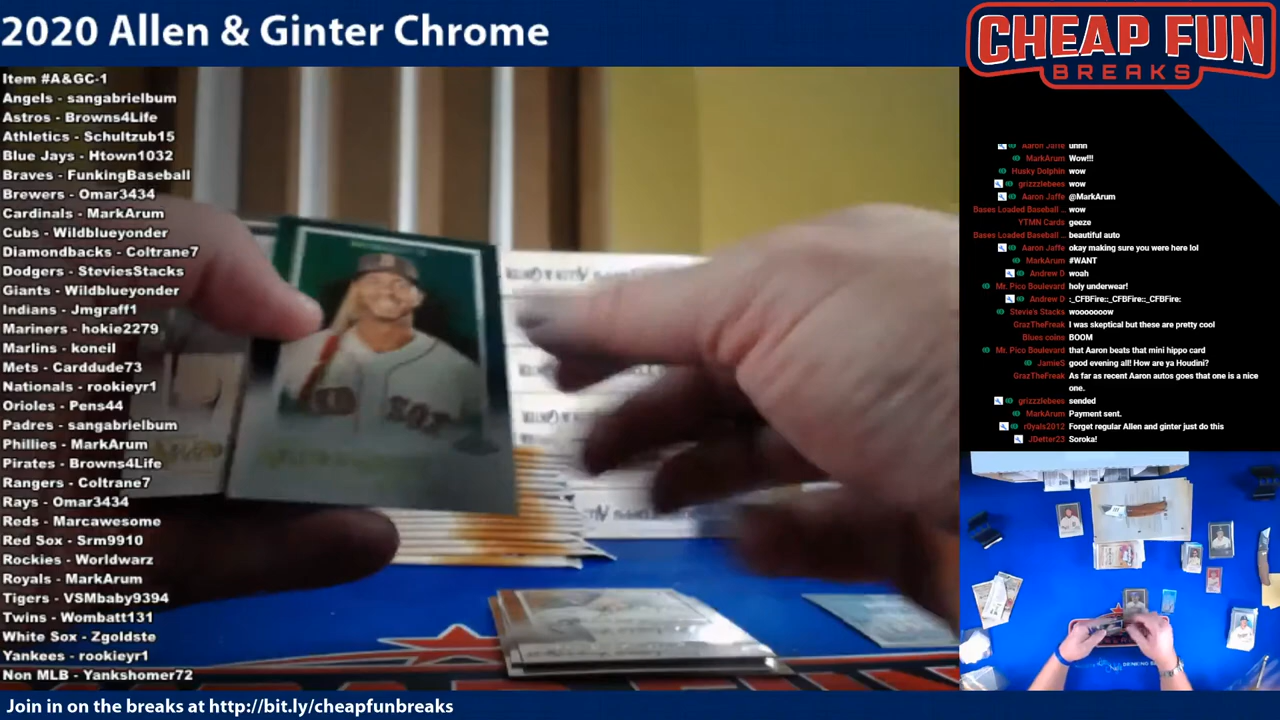 2020 Allen & Ginter Chrome
CHEAP FUN
BREAKS
Item #A&GC-1
Angels - sangabrielbum
Astros - Browns4Life
Athletics - Schultzub15
Blue Jays - Htown1032
Braves - FunkingBaseball
Brewers - Omar3434
Cardinals - MarkArum
Cubs - Wildblueyonder
Diamondbacks - Coltrane7
Dodgers - SteviesStacks
Giants - Wildblueyonder
Indians - Jmgraff1
Mariners - hokie2279
Marlins - koneil
Mets - Carddude73
Nationals - rookieyr1
Orioles - Pens44
Padres - sangabrielbum
Phillies - MarkArum
Pirates - Browns4Life
Rangers - Coltrane7
Rays - Omar3434
Reds - Marcawesome
Red Sox - Srm9910
Rockies - Worldwarz
Royals - MarkArum
Tigers - VSMbaby9394
Twins - Wombatt131
White Sox - Zgoldste
Yankees - rookieyr1
Non MLB - Yankshomer72
Aaron Jaffe unnn
MarkArum Wow!!!
Husky Dolphin wow
grizzzlebees wow
Aaron Jaffe @MarkArum
Bases Loaded Baseball ... wow
YTMN Cards geeze
Bases Loaded Baseball ... beautiful auto
Aaron Jaffe okay making sure you were here lol
MarkArum #WANT
Andrew D woah
Mr. Pico Boulevard holy underwear!
Andrew D :_CFBFire::_CFBFire::_CFBFire:
Stevie's Stacks wooooooow
GrazTheFreak I was skeptical but these are pretty cool
Blues coins BOOM
Mr. Pico Boulevard that Aaron beats that mini hippo card
JamieS good evening all! How are ya Houdini?
GrazTheFreak As far as recent Aaron autos goes that one is a nice
one.
grizzzlebees sended
MarkArum Payment sent.
r0yals2012 Forget regular Allen and ginter just do this
JDetter23 Soroka!
Join in on the breaks at http://bit.ly/cheapfunbreaks